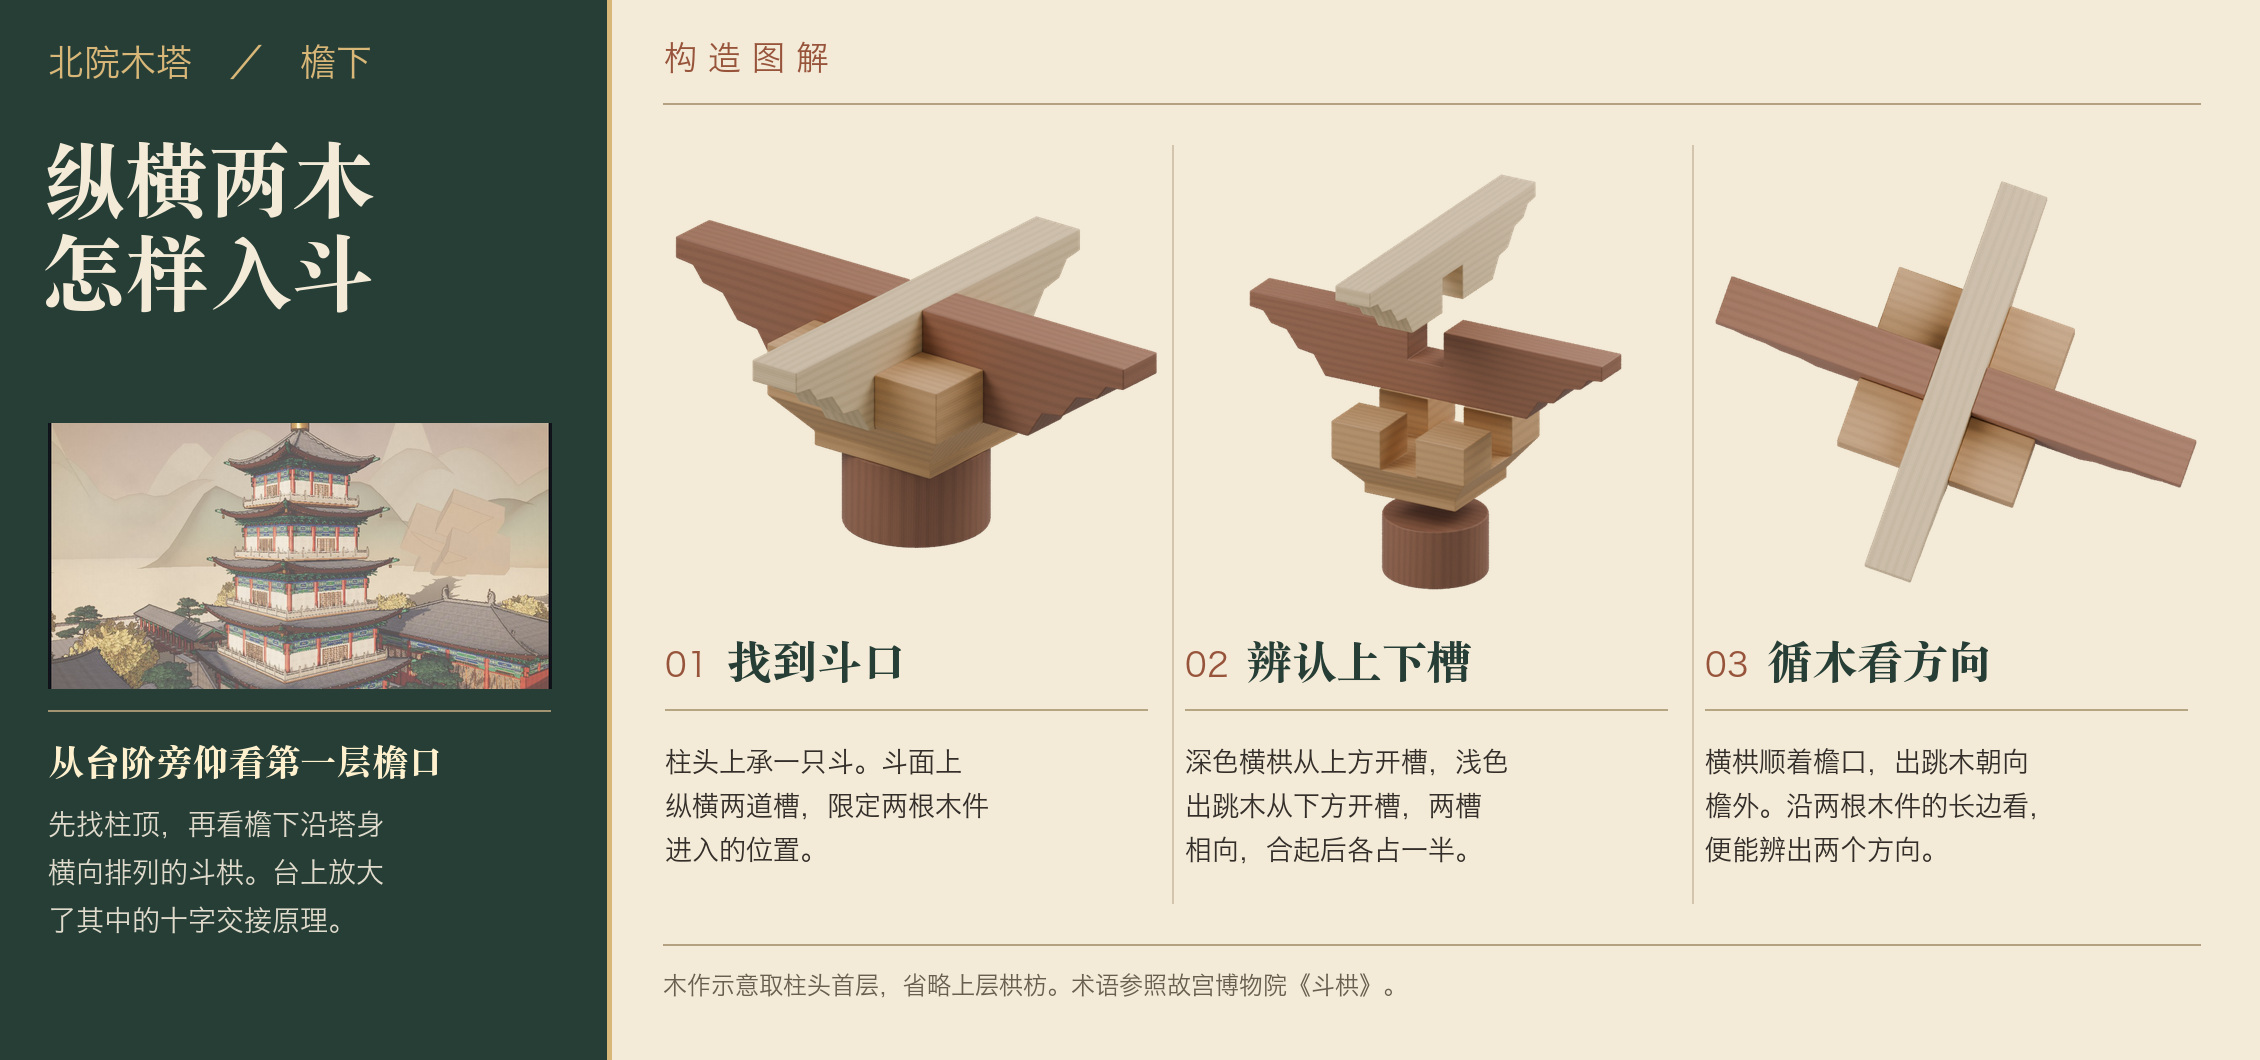 北院木塔 ／ 檐下
纵横两木
怎样入斗
从台阶旁仰看第一层檐口
先找柱顶，再看檐下沿塔身
横向排列的斗栱。台上放大
了其中的十字交接原理。
构造图解
01 找到斗口
柱头上承一只斗。斗面上
纵横两道槽，限定两根木件
进入的位置。
02 辨认上下槽
深色横栱从上方开槽，浅色
出跳木从下方开槽，两槽
相向，合起后各占一半。
03 循木看方向
横栱顺着檐口，出跳木朝向
檐外。沿两根木件的长边看，
便能辨出两个方向。
木作示意取柱头首层，省略上层栱枋。术语参照故宫博物院《斗栱》。